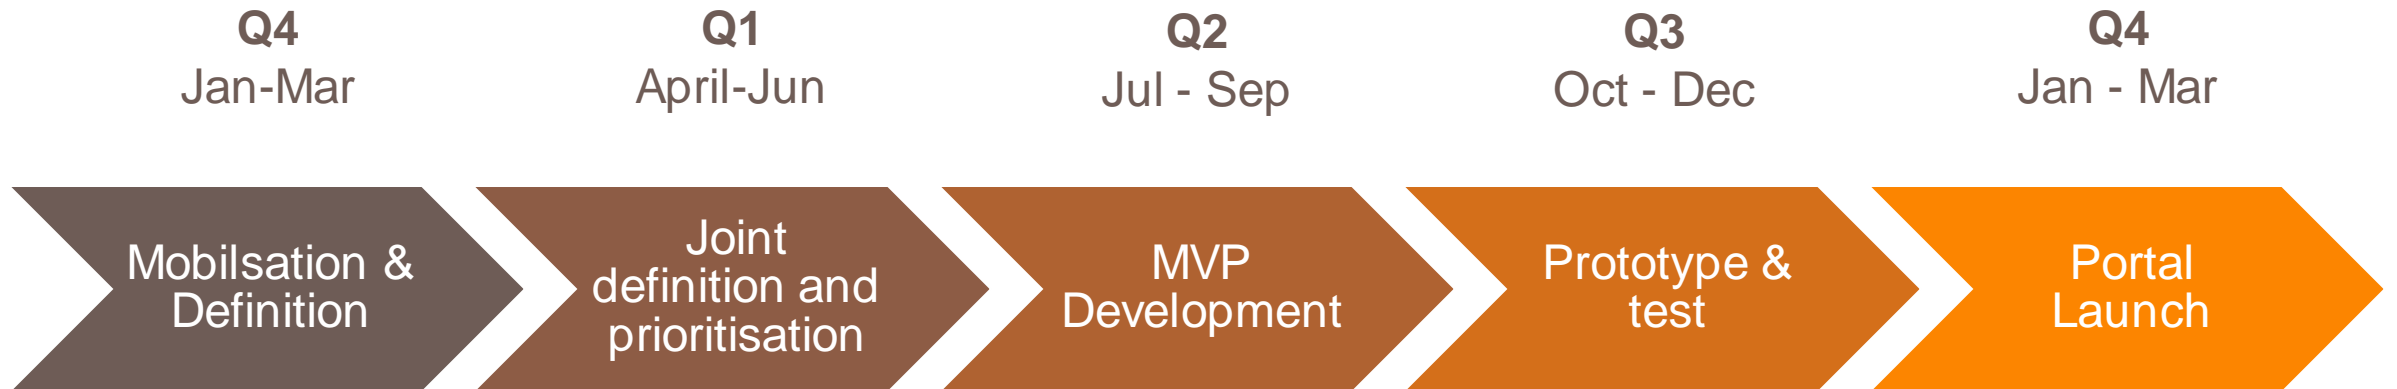 Q4
Jan-Mar
Q1
April-Jun
Q2
Jul - Sep
Q3
Oct - Dec
Q4
Jan - Mar
Mobilsation &
Definition
Joint
definition and
prioritisation
MVP
Development
Prototype &
test
Portal
Launch